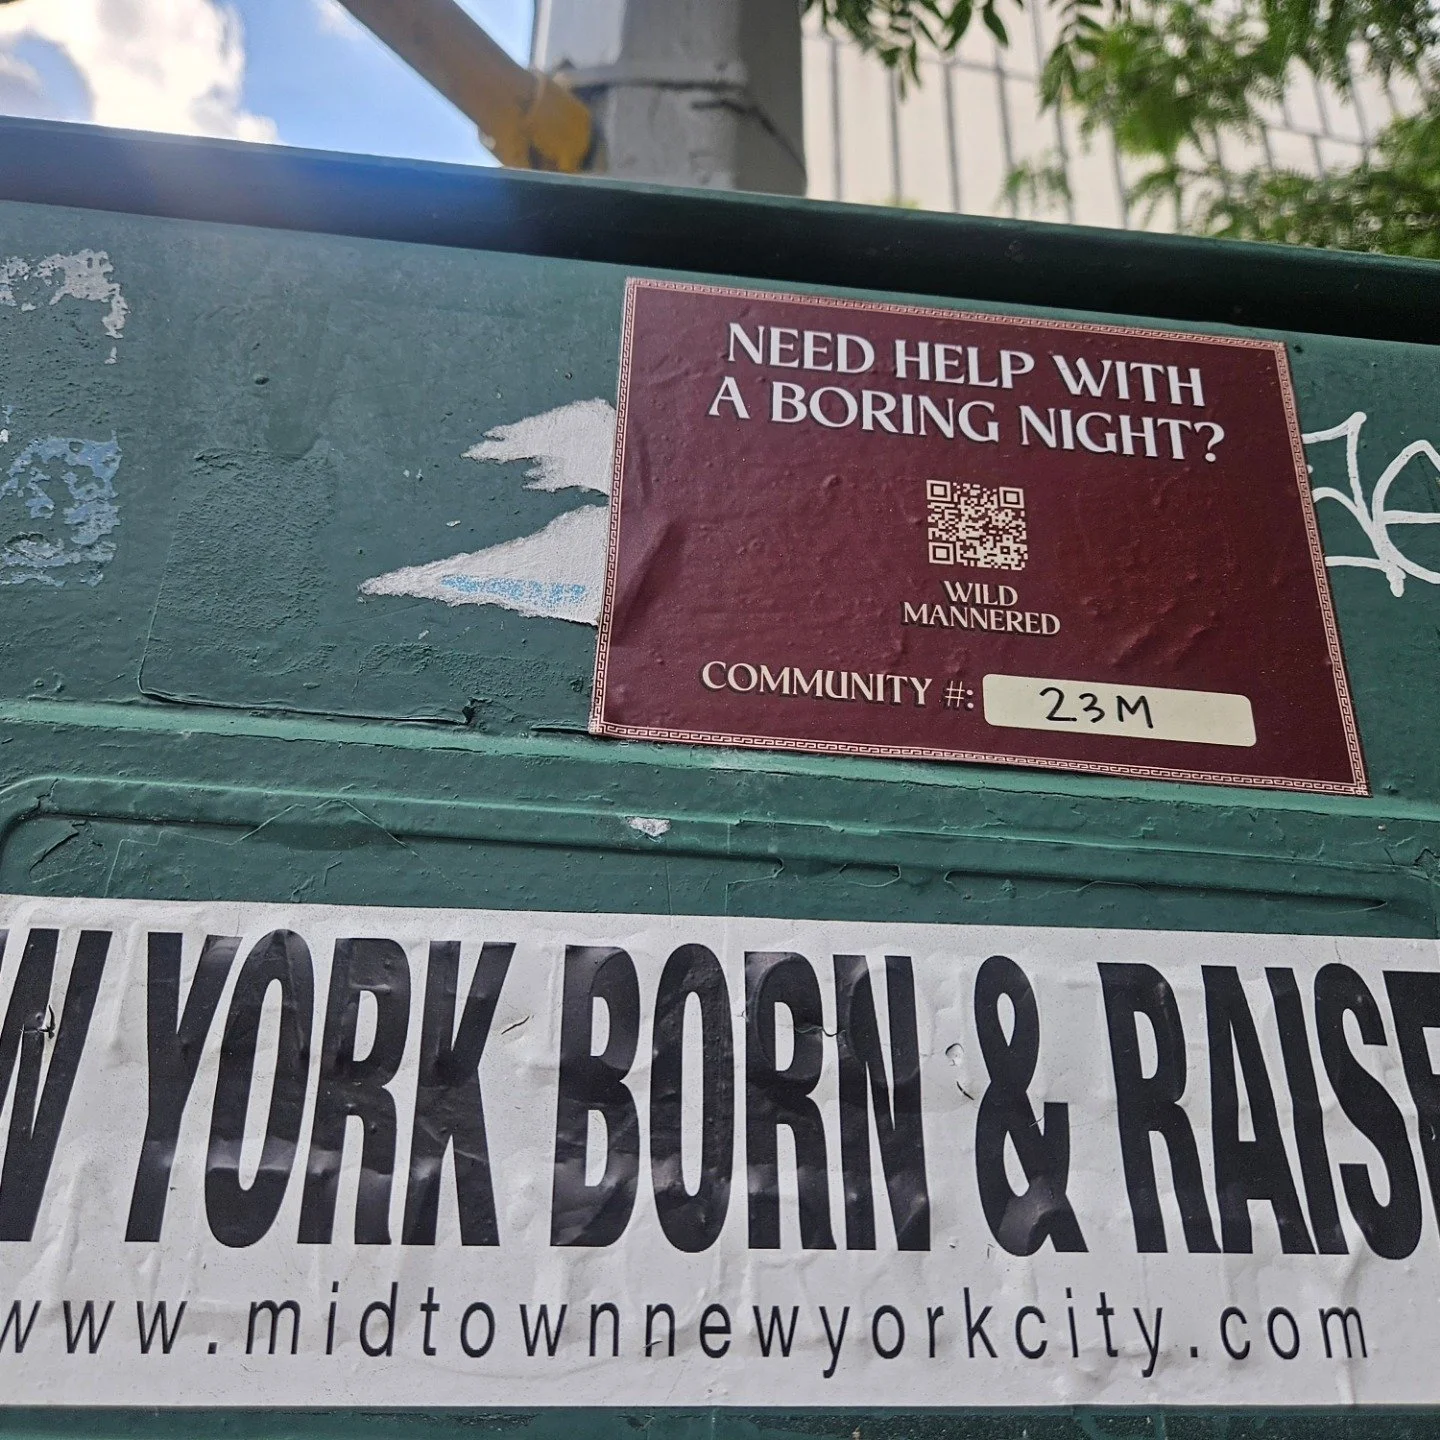 NEED HELP WITH
A BORING NIGHT?
WILD
MANNERED
COMMUNITY #: 23M
W YORK BORN & RAISE
www.midtownnewyorkcity.com